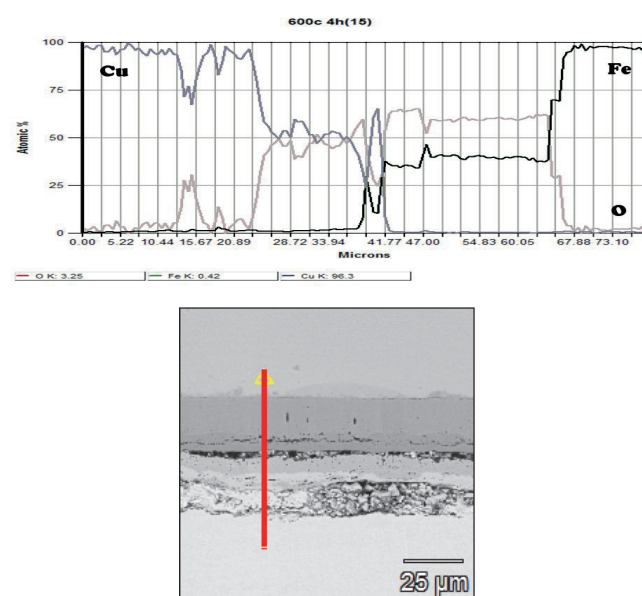 600c 4h(15)
100
Cu
Fe
75
Atomic %
50
25
O
0
0.00 5.22 10.44 15.67 20.89 28.72 33.94 41.77 47.00 54.83 60.05 67.88 73.10
Microns
O K: 3.25 Fe K: 0.42 Cu K: 96.3
25 µm